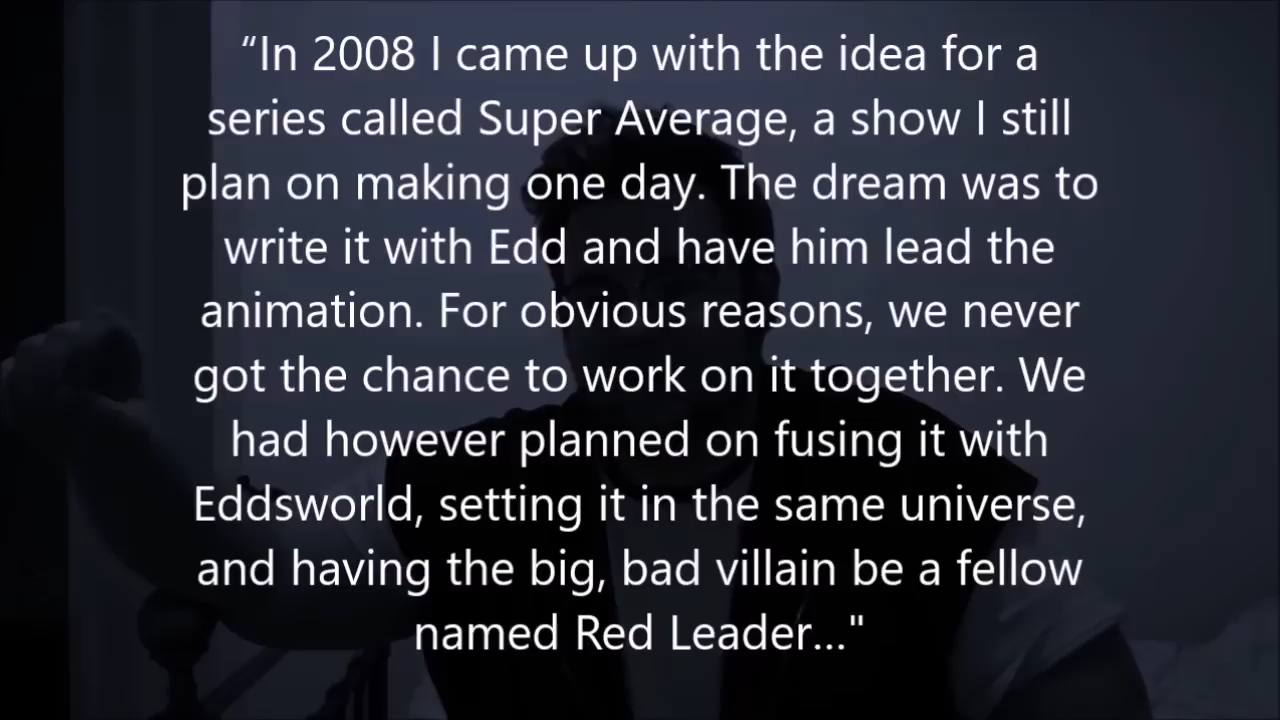 “In 2008 I came up with the idea for a
series called Super Average, a show I still
plan on making one day. The dream was to
write it with Edd and have him lead the
animation. For obvious reasons, we never
got the chance to work on it together. We
had however planned on fusing it with
Eddsworld, setting it in the same universe,
and having the big, bad villain be a fellow
named Red Leader..."